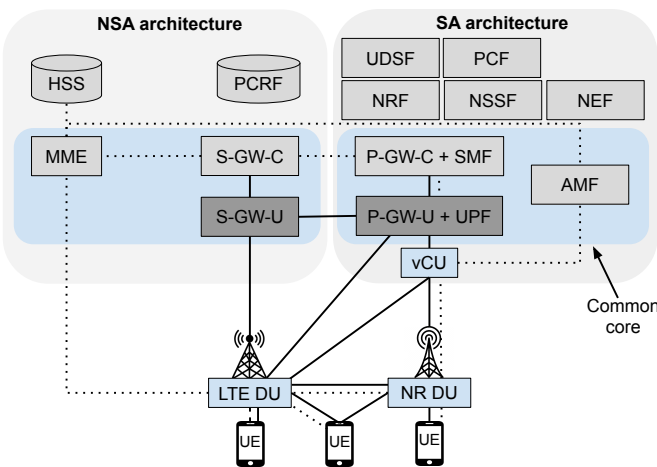 NSA architecture
SA architecture
HSS
PCRF
UDSF
PCF
NRF
NSSF
NEF
MME
S-GW-C
P-GW-C + SMF
AMF
S-GW-U
P-GW-U + UPF
vCU
Common
core
LTE DU
NR DU
UE
UE
UE